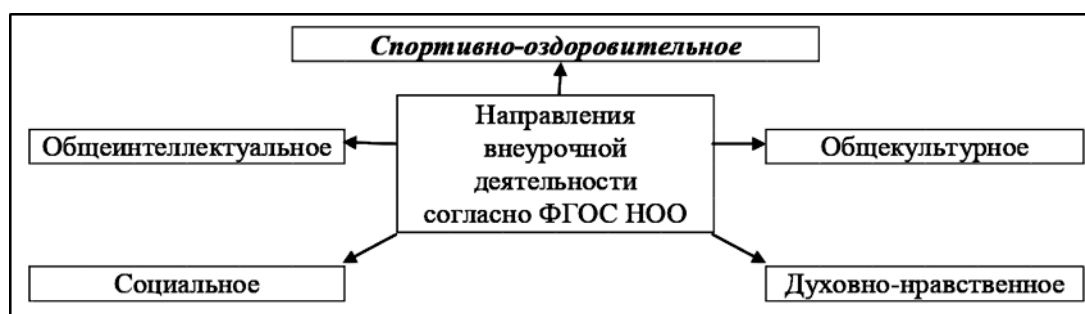 Спортивно-оздоровительное
Направления
внеурочной
деятельности
согласно ФГОС НОО
Общеинтеллектуальное
Общекультурное
Социальное
Духовно-нравственное